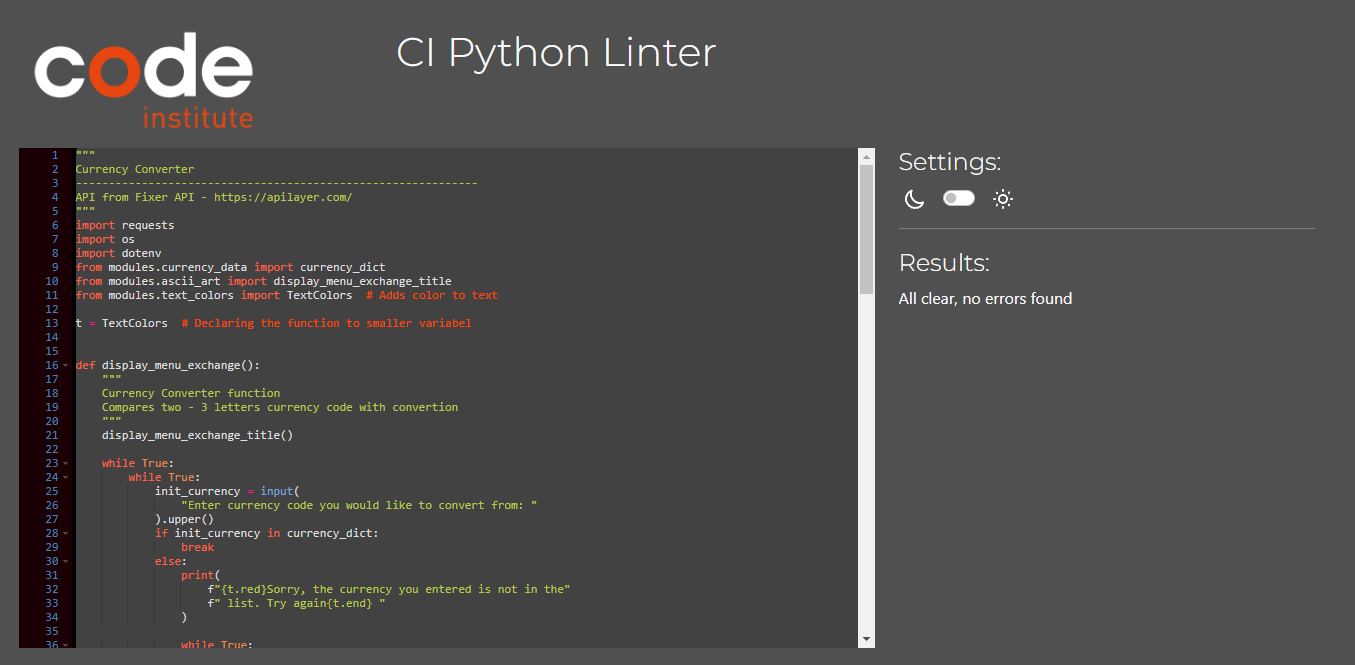 code
institute
CI Python Linter
1 """
2 Currency Converter
3 -------------------------------------------------------------
4 API from Fixer API - https://apilayer.com/
5 """
6 import requests
7 import os
8 import dotenv
9 from modules.currency_data import currency_dict
10 from modules.ascii_art import display_menu_exchange_title
11 from modules.text_colors import TextColors  # Adds color to text
12
13 t = TextColors  # Declaring the function to smaller variabel
14
15
16 def display_menu_exchange():
17     """
18     Currency Converter function
19     Compares two - 3 letters currency code with convertion
20     """
21     display_menu_exchange_title()
22
23     while True:
24         while True:
25             init_currency = input(
26                 "Enter currency code you would like to convert from: "
27             ).upper()
28             if init_currency in currency_dict:
29                 break
30             else:
31                 print(
32                     f"{t.red}Sorry, the currency you entered is not in the"
33                     f" list. Try again{t.end} "
34                 )
35
36                 while True:
Settings:
Results:
All clear, no errors found